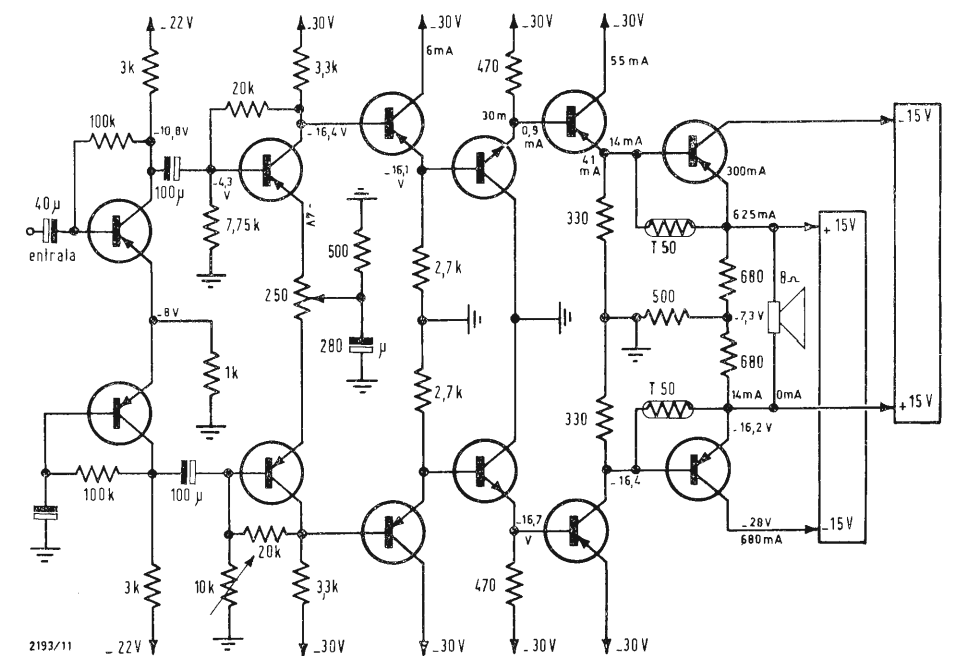 _22V
_30V
_30V
_30V
_30V
3k
3,3k
6mA
470
55mA
20k
100k
_10,8V
_16,4V
30m
0,9
mA
14mA
41
mA
_15V
100µ
_4,3
V
_16,1
V
300mA
40µ
7,75k
330
625mA
+ 15V
entrata
T 50
500
2,7k
680
8Ω
250
500
_8V
_7,3V
280 µ
680
1k
2,7k
T 50
14mA
0mA
+15V
330
_16,2V
100k
100µ
_16,4
_16,7
V
_28V
680mA
_15V
20k
3k
10k
3,3k
470
2193/11
_22V
_30V
_30V
_30V
_30V